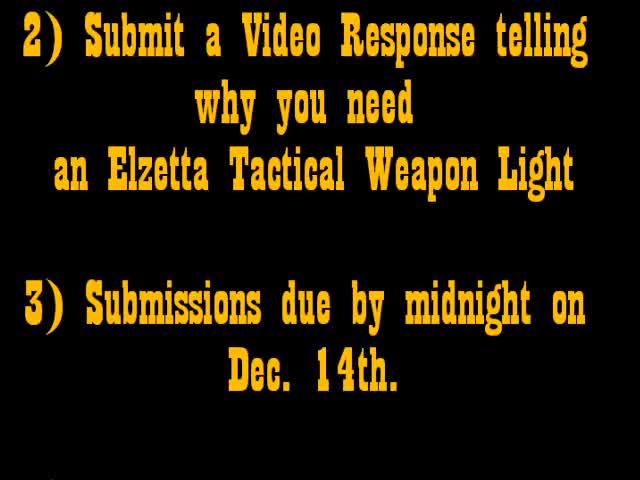 2) Submit a Video Response telling
why you need
an Elzetta Tactical Weapon Light
3) Submissions due by midnight on
Dec. 14th.